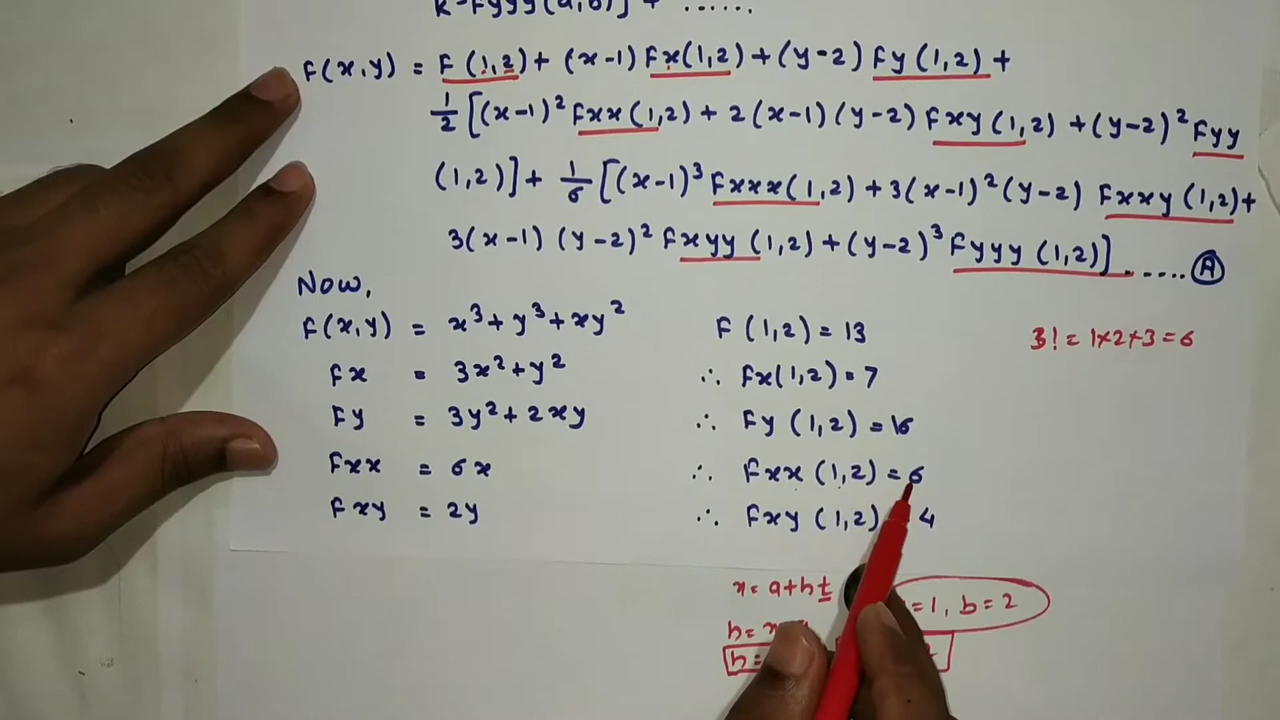 k³ Fyyy (a,b)] + ......
F(x,y) = F (1,2) + (x-1) Fx(1,2) + (y-2) Fy (1,2) +
1/2 [(x-1)² Fxx (1,2) + 2(x-1) (y-2) Fxy (1,2) + (y-2)² Fyy
(1,2)] + 1/6 [(x-1)³ Fxxx (1,2) + 3(x-1)² (y-2) Fxxy (1,2) +
3(x-1) (y-2)² Fxyy (1,2) + (y-2)³ Fyyy (1,2)] ..... A
Now,
F(x,y) = x³ + y³ + xy² F (1,2) = 13 3! = 1×2×3 = 6
Fx = 3x² + y² ∴ Fx(1,2) = 7
Fy = 3y² + 2xy ∴ Fy (1,2) = 16
Fxx = 6x ∴ Fxx (1,2) = 6
Fxy = 2y ∴ Fxy (1,2) 4
x = a+h t =1, b=2
h=
h=